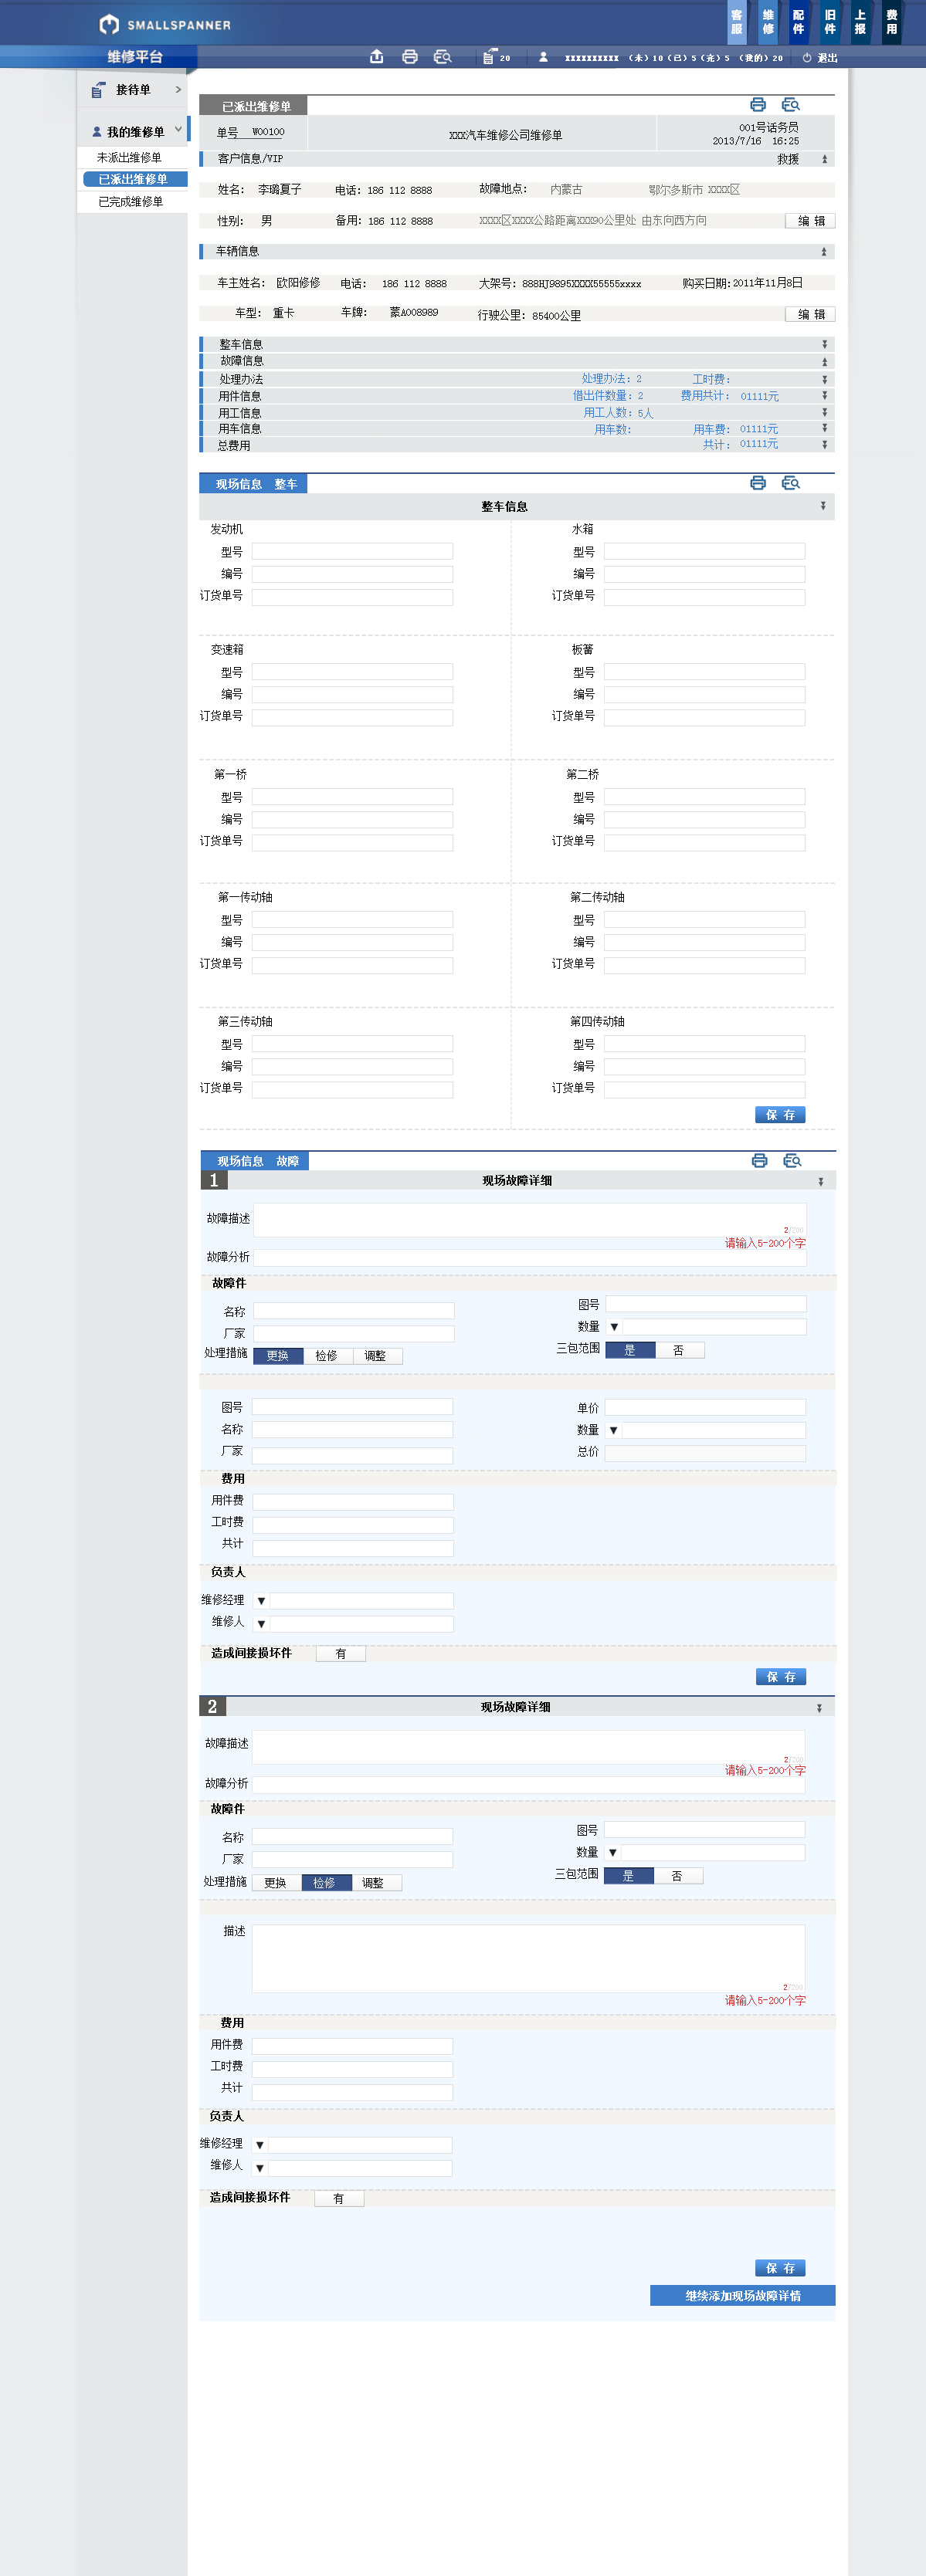 SMALLSPANNER
客服 维修 配件 旧件 上报 费用
维修平台
20 xxxxxxxxxx (未)10(已)5(完)5 (我的)20 退出
接待单
我的维修单
未派出维修单
已派出维修单
已完成维修单
已派出维修单
单号 W00100 XXX汽车维修公司维修单 001号话务员
2013/7/16 16:25
客户信息/VIP 救援
姓名: 李璐夏子 电话: 186 112 8888 故障地点: 内蒙古 鄂尔多斯市 XXXX区
性别: 男 备用: 186 112 8888 XXXX区XXXX公路距离XXX90公里处 由东向西方向 编 辑
车辆信息
车主姓名: 欧阳修修 电话: 186 112 8888 大架号: 888HJ9895XXXX55555xxxx 购买日期:2011年11月8日
车型: 重卡 车牌: 蒙A008989 行驶公里: 85400公里 编 辑
整车信息
故障信息
处理办法 处理办法: 2 工时费:
用件信息 借出件数量: 2 费用共计: 01111元
用工信息 用工人数: 5人
用车信息 用车数: 用车费: 01111元
总费用 共计: 01111元
现场信息 整车
整车信息
发动机 水箱
型号 型号
编号 编号
订货单号 订货单号
变速箱 板簧
型号 型号
编号 编号
订货单号 订货单号
第一桥 第二桥
型号 型号
编号 编号
订货单号 订货单号
第一传动轴 第二传动轴
型号 型号
编号 编号
订货单号 订货单号
第三传动轴 第四传动轴
型号 型号
编号 编号
订货单号 订货单号
保 存
现场信息 故障
1 现场故障详细
故障描述
2/200
请输入5-200个字
故障分析
故障件
名称 图号
厂家 数量 ▼
处理措施 更换 检修 调整 三包范围 是 否
图号 单价
名称 数量 ▼
厂家 总价
费用
用件费
工时费
共计
负责人
维修经理 ▼
维修人 ▼
造成间接损坏件 有
保 存
2 现场故障详细
故障描述
2/200
请输入5-200个字
故障分析
故障件
名称 图号
厂家 数量 ▼
处理措施 更换 检修 调整 三包范围 是 否
描述
2/200
请输入5-200个字
费用
用件费
工时费
共计
负责人
维修经理 ▼
维修人 ▼
造成间接损坏件 有
保 存
继续添加现场故障详情